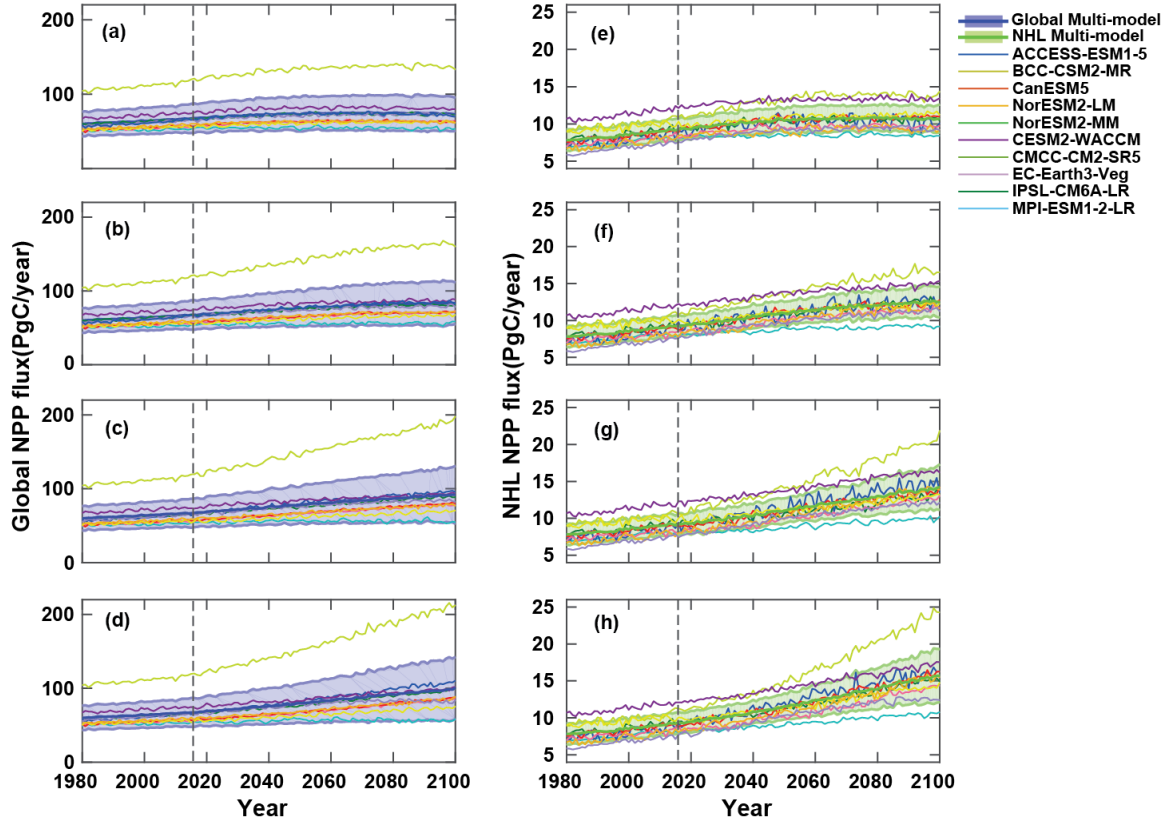 (a)
200
100
(b)
200
100
0
(c)
200
100
0
(d)
200
100
0
1980 2000 2020 2040 2060 2080 2100
Year
Global NPP flux(PgC/year)
(e)
25
20
15
10
5
(f)
25
20
15
10
5
(g)
25
20
15
10
5
(h)
25
20
15
10
5
1980 2000 2020 2040 2060 2080 2100
Year
NHL NPP flux(PgC/year)
Global Multi-model
NHL Multi-model
ACCESS-ESM1-5
BCC-CSM2-MR
CanESM5
NorESM2-LM
NorESM2-MM
CESM2-WACCM
CMCC-CM2-SR5
EC-Earth3-Veg
IPSL-CM6A-LR
MPI-ESM1-2-LR